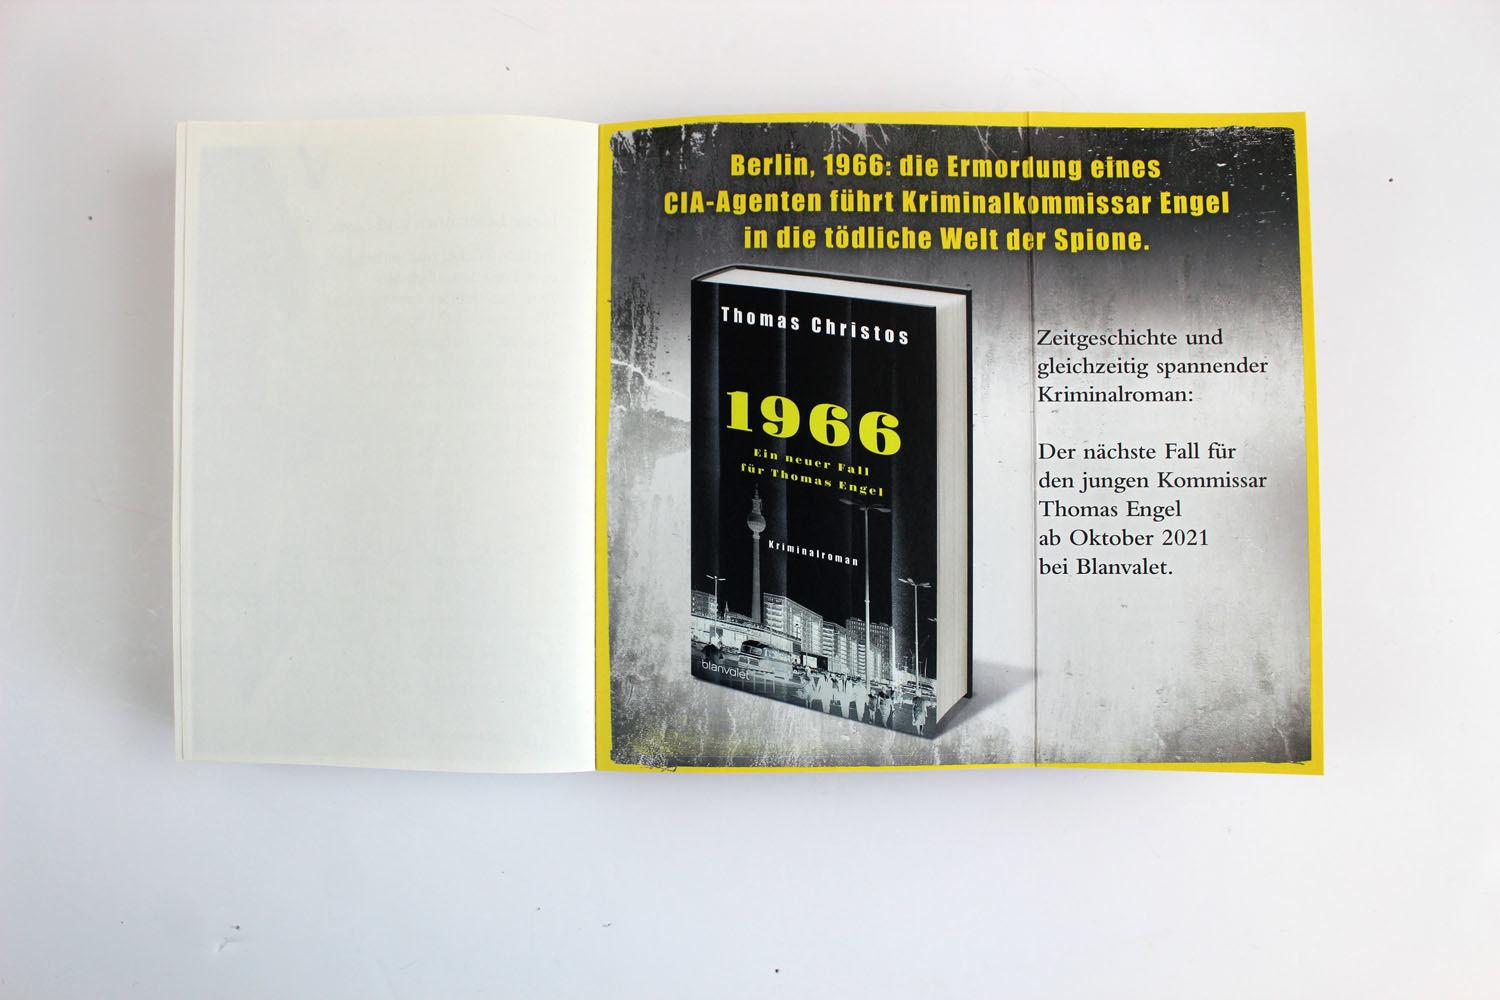 Berlin, 1966: die Ermordung eines
CIA-Agenten führt Kriminalkommissar Engel
in die tödliche Welt der Spione.
Thomas Christos
1966
Ein neuer Fall
für Thomas Engel
Kriminalroman
blanvalet
Zeitgeschichte und
gleichzeitig spannender
Kriminalroman:
Der nächste Fall für
den jungen Kommissar
Thomas Engel
ab Oktober 2021
bei Blanvalet.